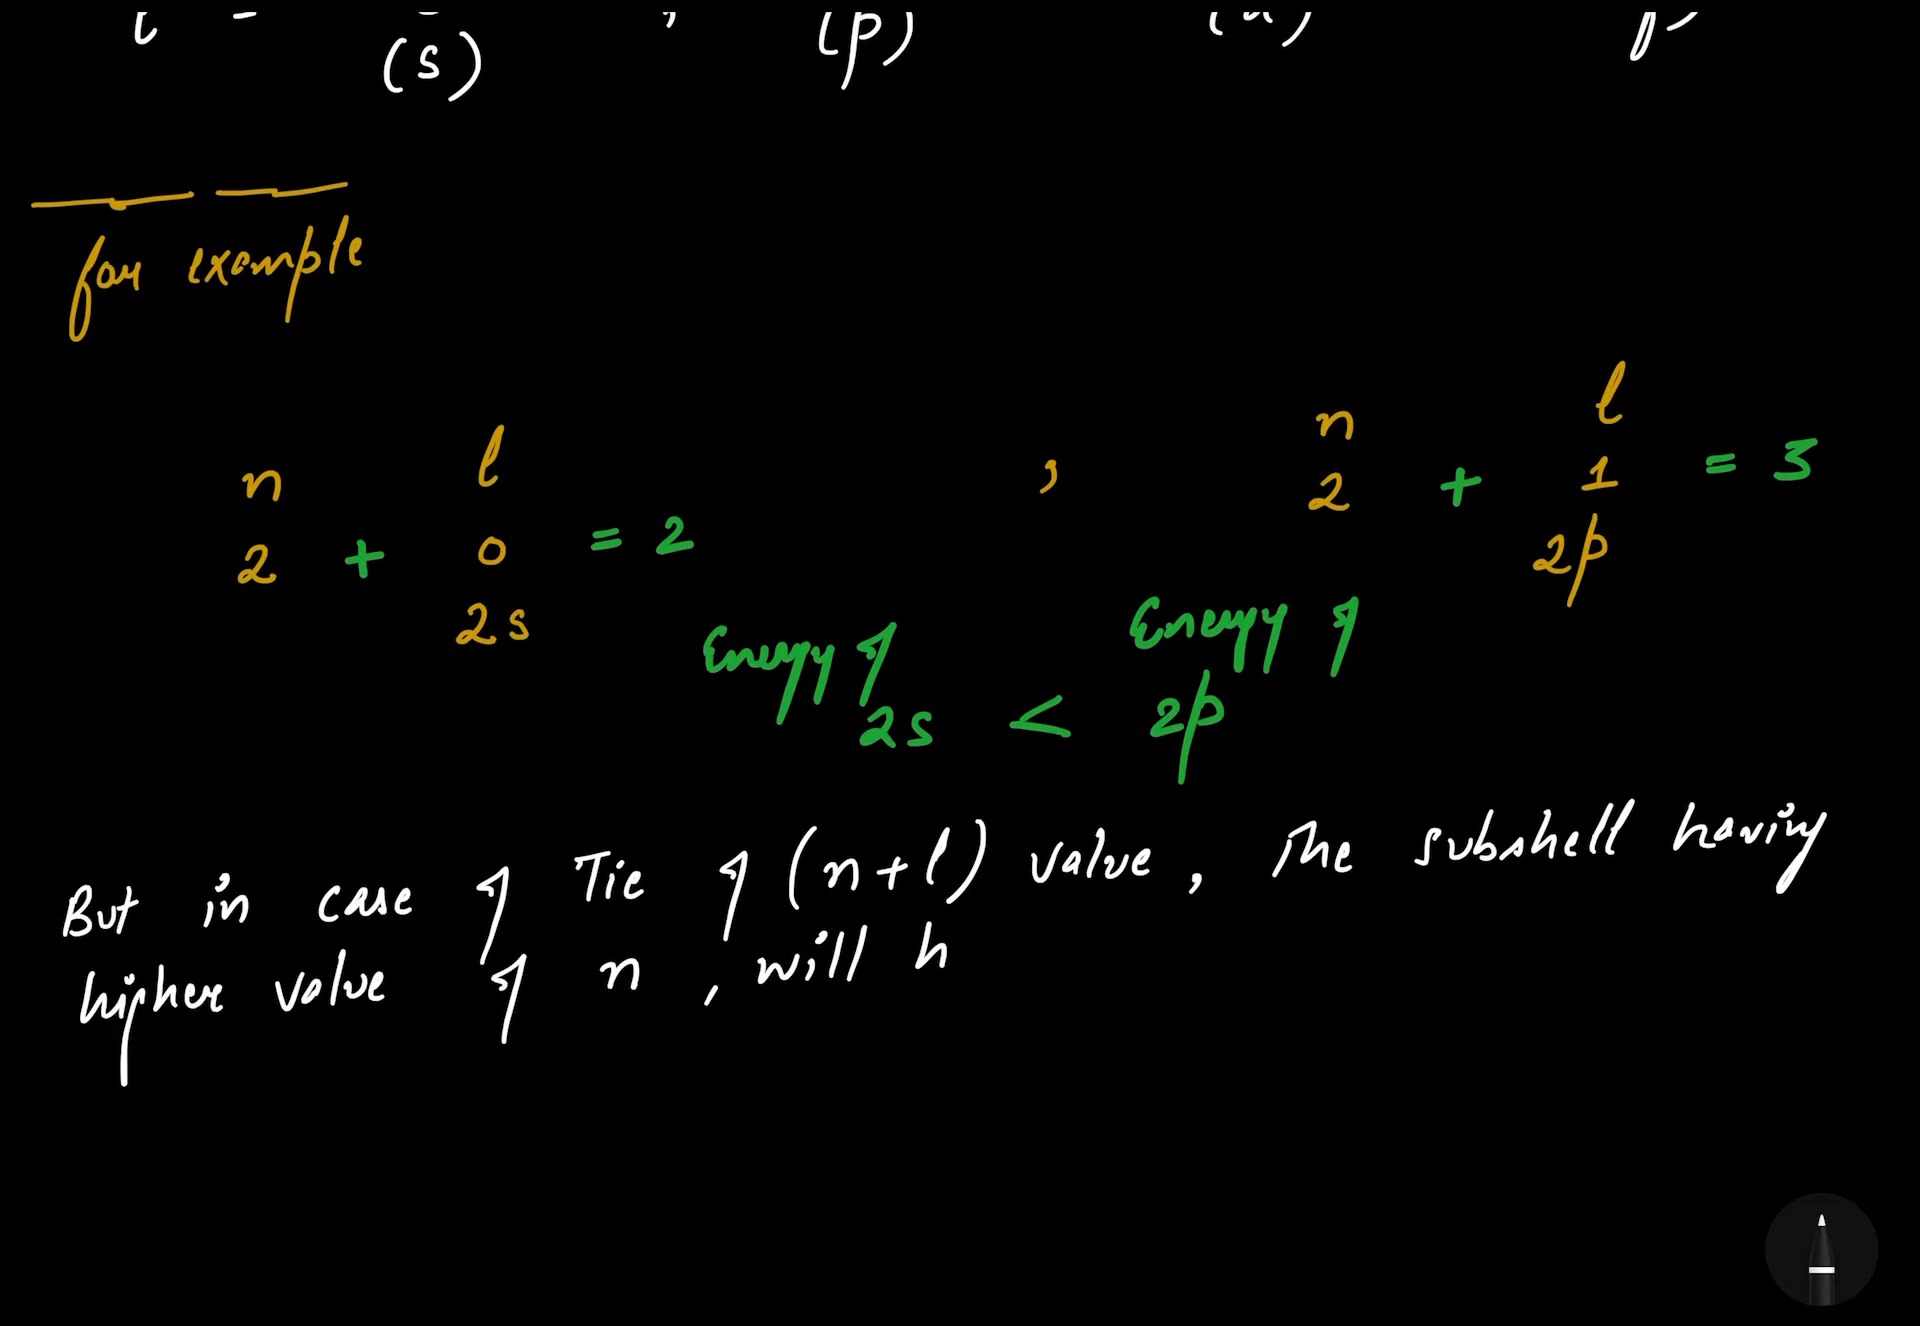 (s) (p)
for example
n l , n l
2 + 0 = 2 2 + 1 = 3
2s 2p
Energy of 2s < Energy of 2p
But in case of Tie of (n+l) value, the subshell having
higher value of n, will h